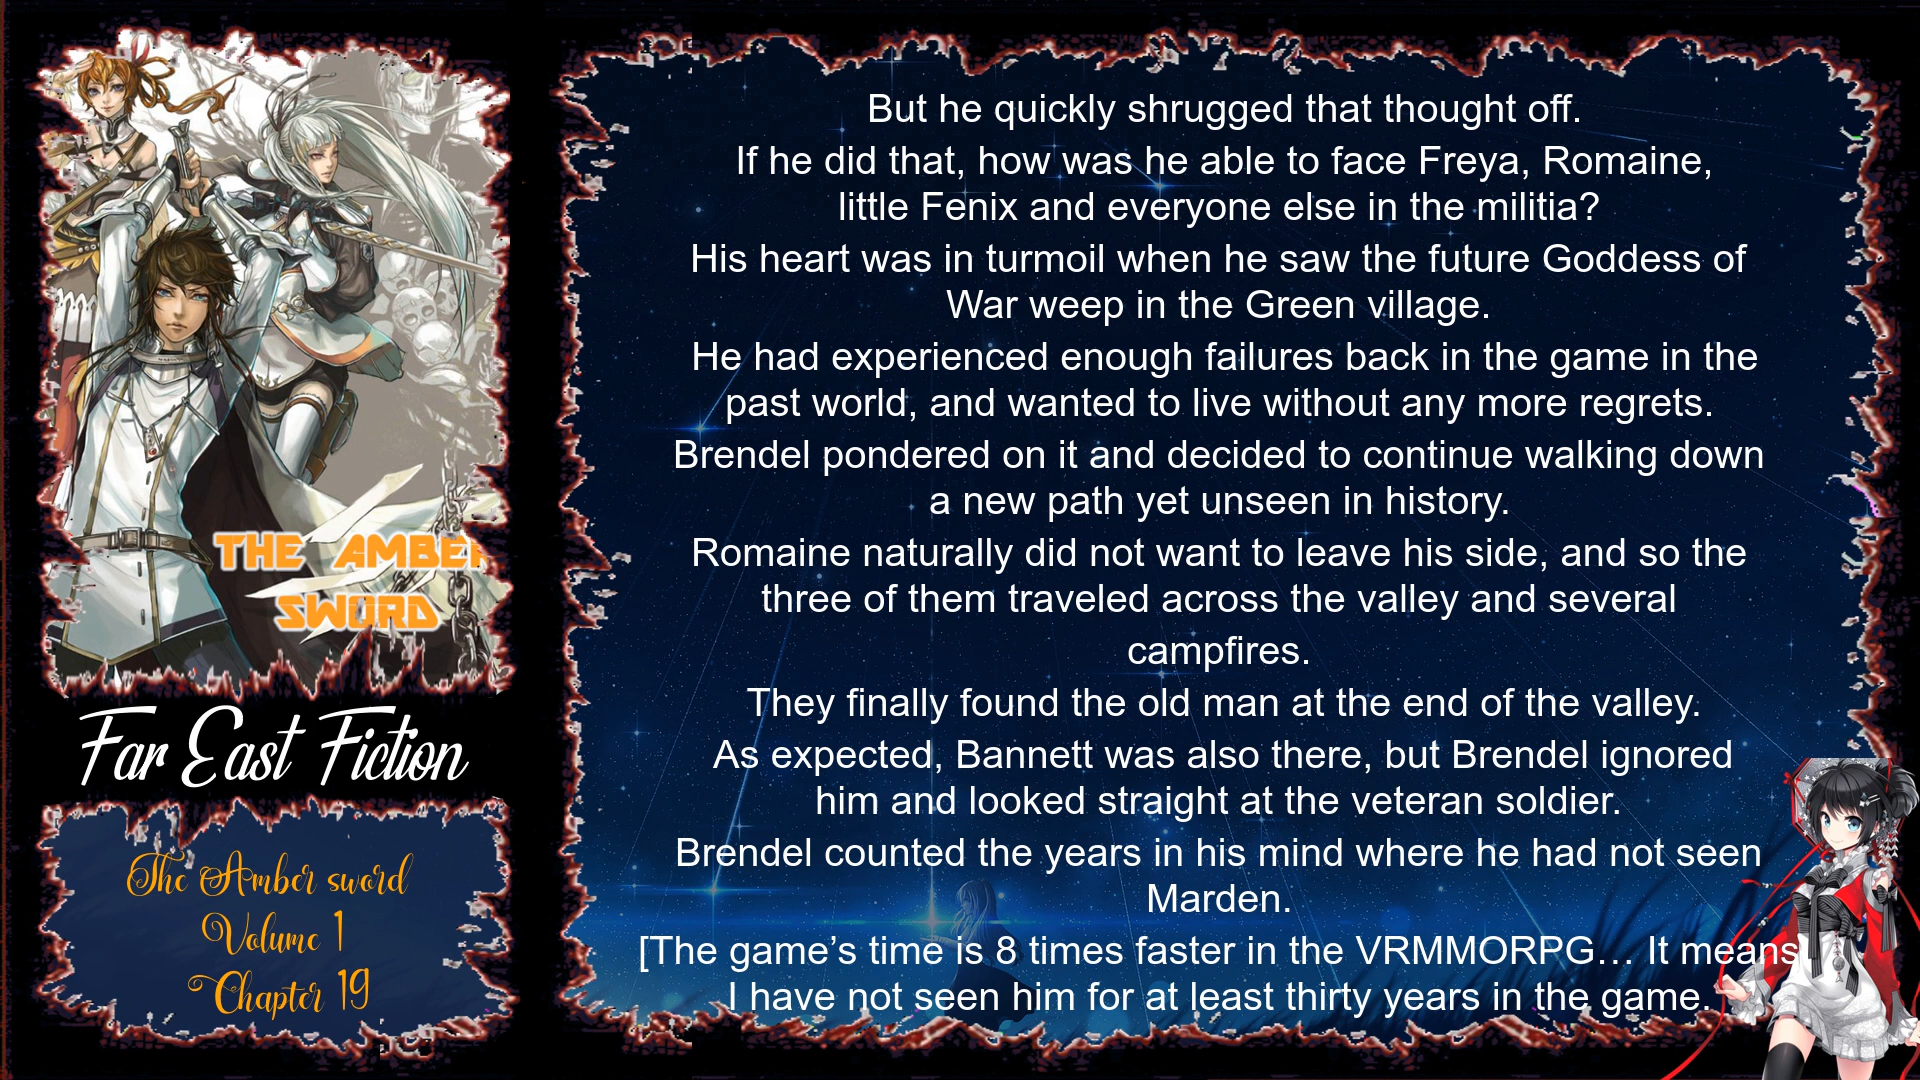 THE AMBER
SWORD
Far East Fiction
The Amber sword
Volume 1
Chapter 19
But he quickly shrugged that thought off.
If he did that, how was he able to face Freya, Romaine,
little Fenix and everyone else in the militia?
His heart was in turmoil when he saw the future Goddess of
War weep in the Green village.
He had experienced enough failures back in the game in the
past world, and wanted to live without any more regrets.
Brendel pondered on it and decided to continue walking down
a new path yet unseen in history.
Romaine naturally did not want to leave his side, and so the
three of them traveled across the valley and several
campfires.
They finally found the old man at the end of the valley.
As expected, Bannett was also there, but Brendel ignored
him and looked straight at the veteran soldier.
Brendel counted the years in his mind where he had not seen
Marden.
[The game’s time is 8 times faster in the VRMMORPG… It means
I have not seen him for at least thirty years in the game.